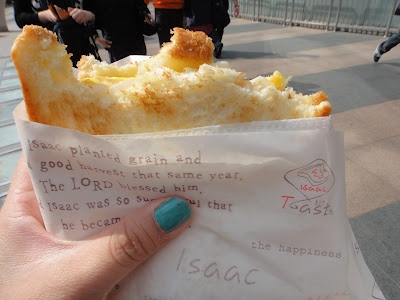 Isaac planted grain and
good harvest that same year.
The LORD blessed him,
Isaac was so successful that
he became
the happiness
Isaac
Isaac
Toast